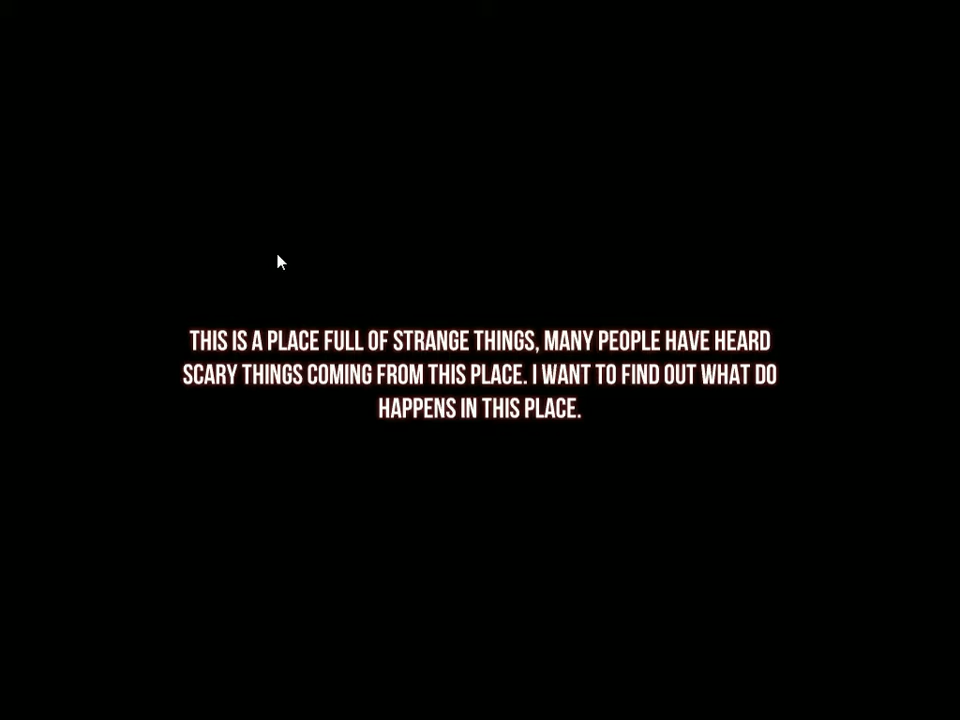 THIS IS A PLACE FULL OF STRANGE THINGS, MANY PEOPLE HAVE HEARD
SCARY THINGS COMING FROM THIS PLACE. I WANT TO FIND OUT WHAT DO
HAPPENS IN THIS PLACE.